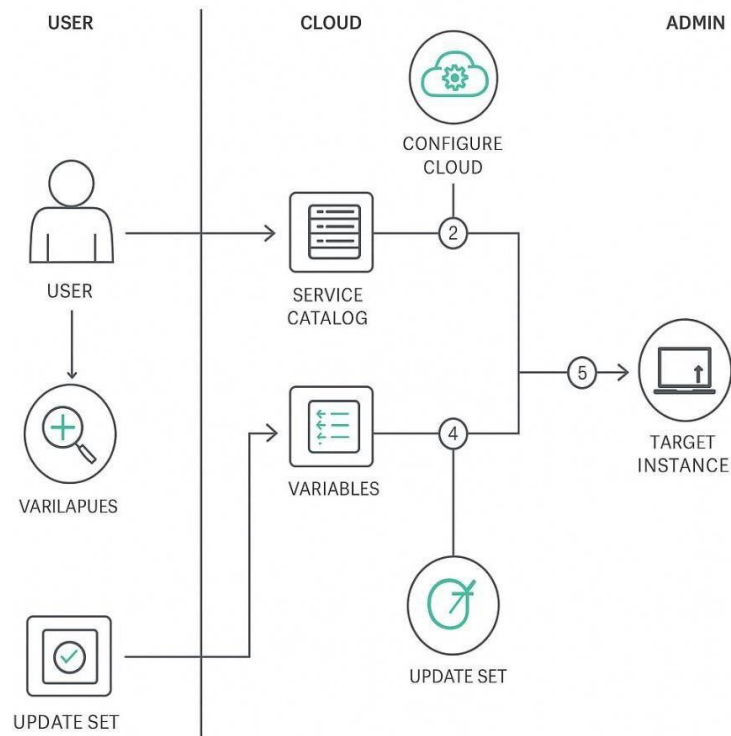 USER
CLOUD
ADMIN
CONFIGURE
CLOUD
2
USER
SERVICE
CATALOG
5
4
VARILAPUES
VARIABLES
TARGET
INSTANCE
UPDATE SET
UPDATE SET